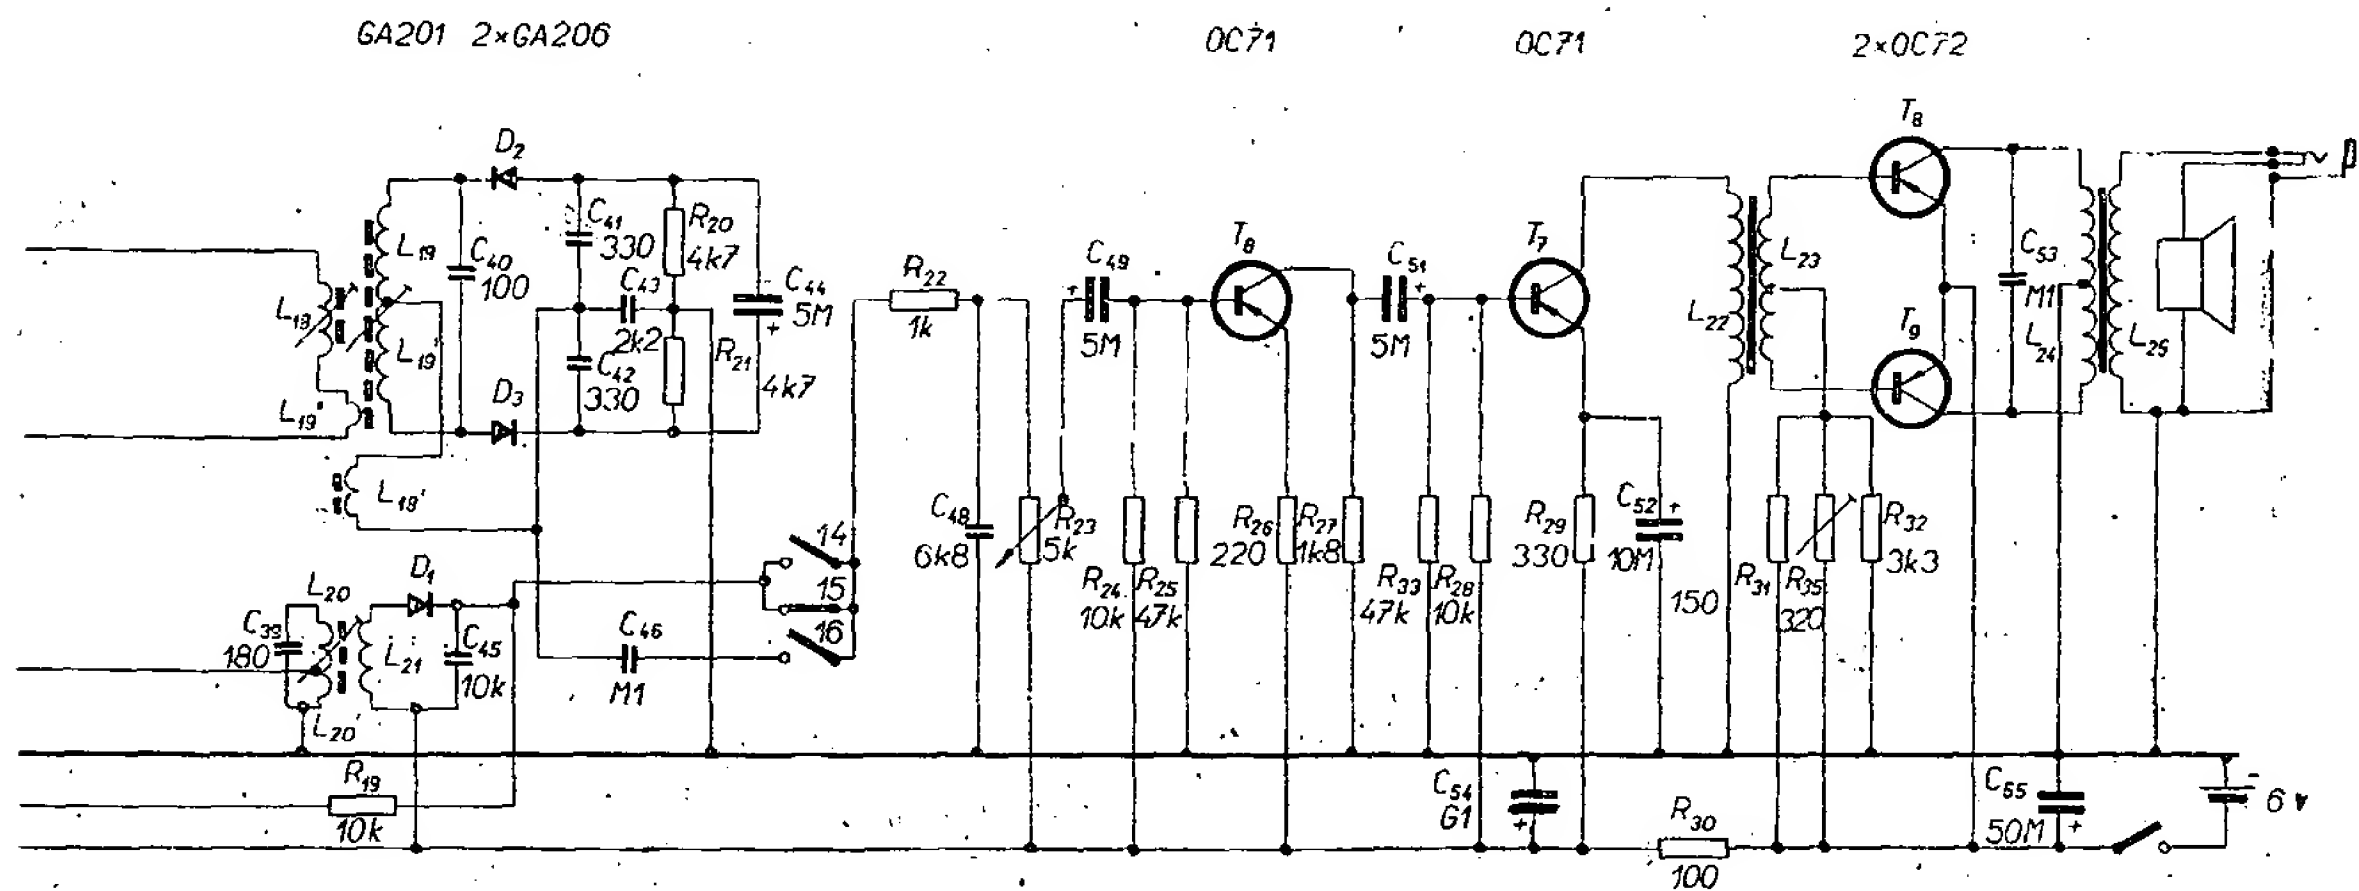 GA201 2×GA206 OC71 OC71 2×OC72
D2
T8
C41
330
R20
4k7
L19
C40
100
C43
2k2
C44
5M
R22
1k
C49
5M
T6
C51
5M
T7
L22
L23
C53
M1
L24
L25
L18
L19'
R21
4k7
C42
330
D3
T9
L19"
L18'
14
15
16
C48
6k8
R23
5k
R24
10k
R25
47k
R26
220
R27
1k8
R33
47k
R28
10k
R29
330
C52
10M
150
R31
R35
320
R32
3k3
L20
D1
C39
180
L21
C45
10k
L20'
C46
M1
R19
10k
C54
G1
R30
100
C55
50M
6 v